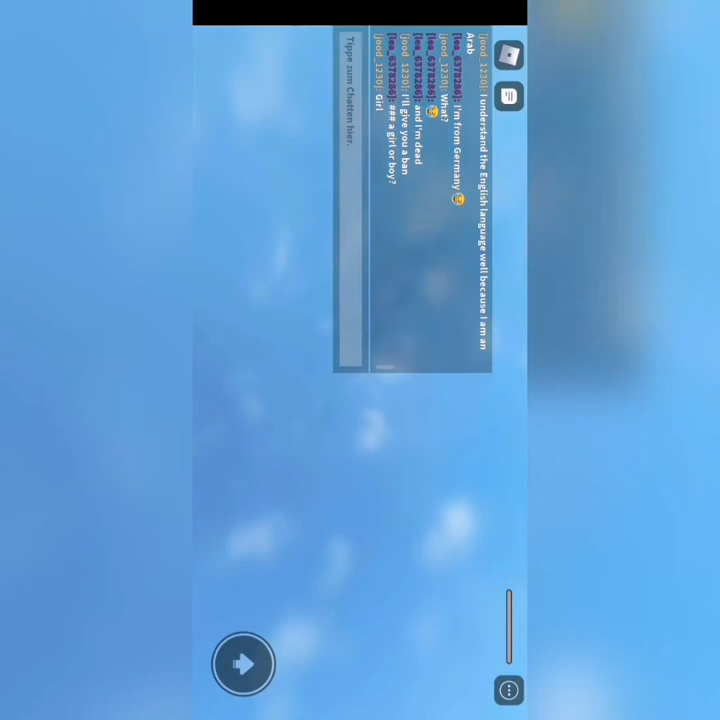 [jood_1230]: I understand the English language well because I am an
Arab
[lea_6378286]: I'm from Germany 😅
[jood_1230]: What?
[lea_6378286]: 😅
[lea_6378286]: and I'm dead
[jood_1230]: I'll give you a ban
[lea_6378286]: ### a girl or boy?
[jood_1230]: Girl
Tippe zum Chatten hier.